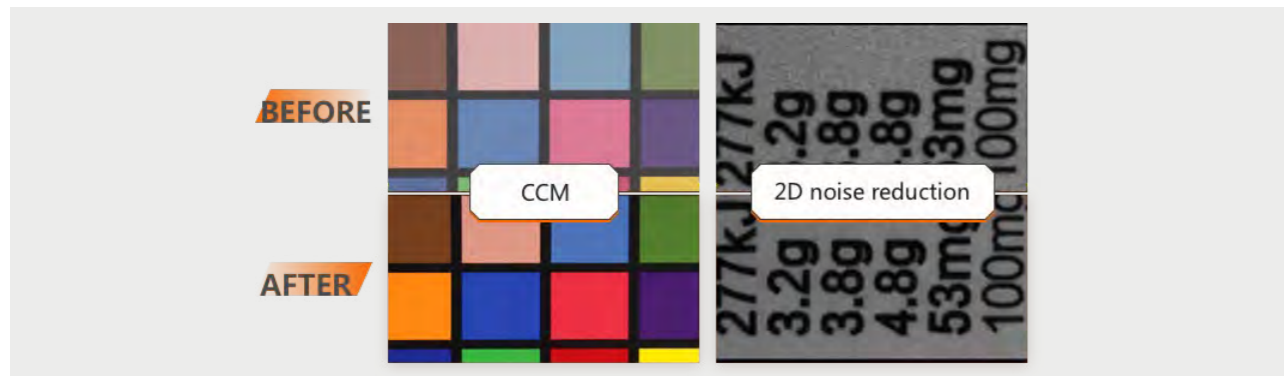 BEFORE
CCM
277kJ
.2g
.8g
.8g
3mg
100mg
2D noise reduction
AFTER
277kJ
3.2g
3.8g
4.8g
53mg
100mg